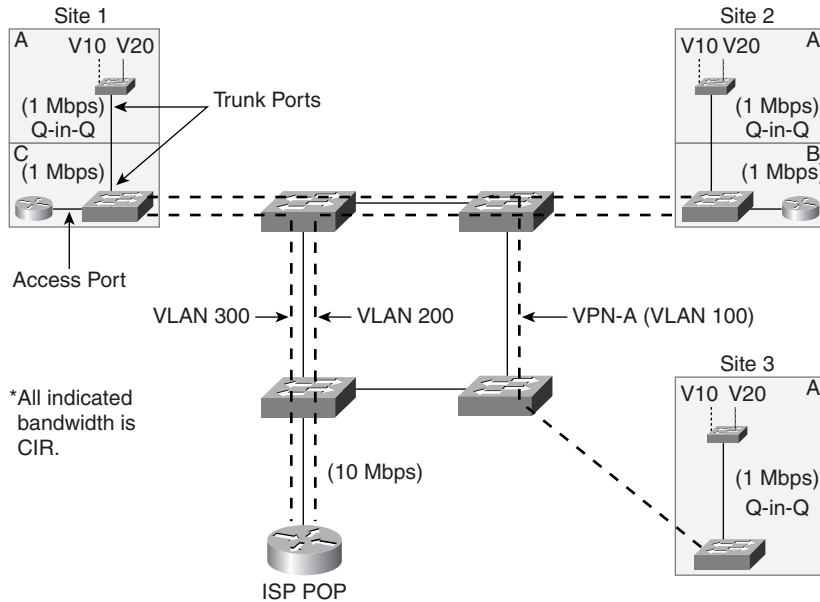 Site 1
A
V10 V20
(1 Mbps)
Q-in-Q
Trunk Ports
C
(1 Mbps)
Access Port
Site 2
A
V10 V20
(1 Mbps)
Q-in-Q
B
(1 Mbps)
VLAN 300
VLAN 200
VPN-A (VLAN 100)
*All indicated
bandwidth is
CIR.
(10 Mbps)
ISP POP
Site 3
A
V10 V20
(1 Mbps)
Q-in-Q